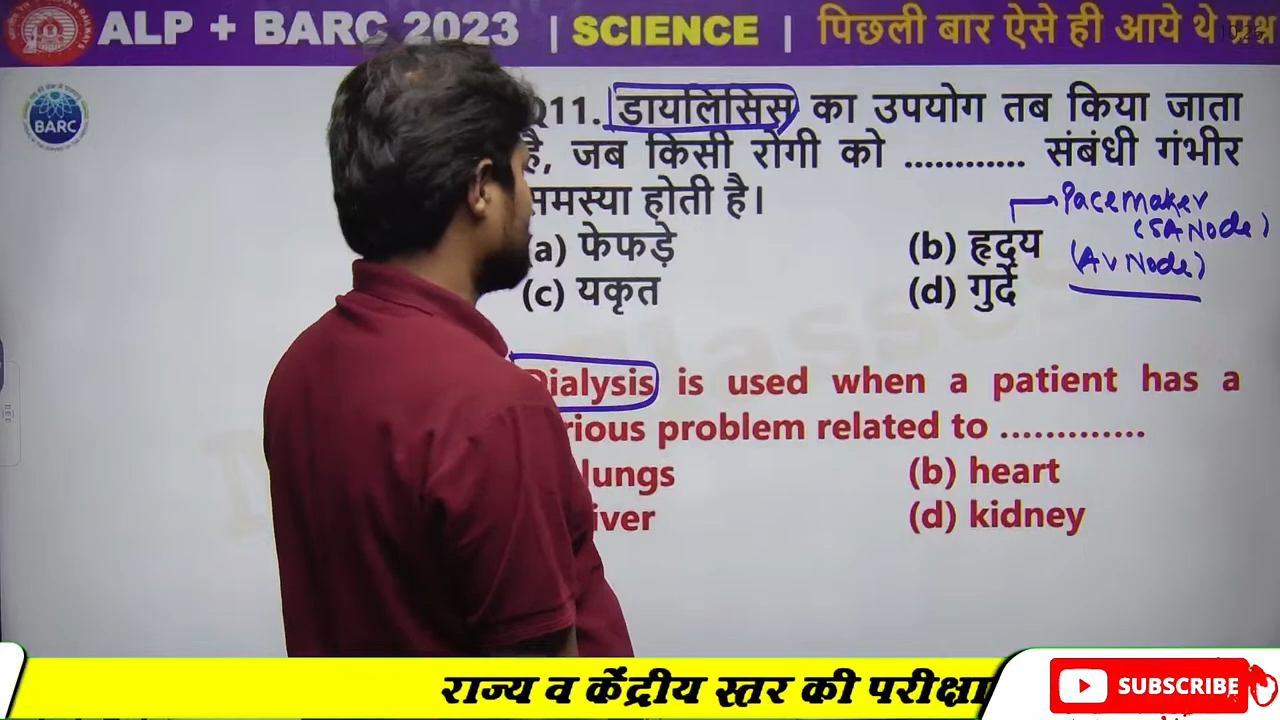 ALP + BARC 2023 | SCIENCE | पिछली बार ऐसे ही आये थे प्रश्न
BARC
Q11. डायलिसिस का उपयोग तब किया जाता
है, जब किसी रोगी को ............ संबंधी गंभीर
समस्या होती है।
Pacemaker
(SA Node)
(AV Node)
(a) फेफड़े (b) हृदय
(c) यकृत (d) गुर्दे
Dialysis is used when a patient has a
rious problem related to .............
lungs (b) heart
iver (d) kidney
राज्य व केंद्रीय स्तर की परीक्षा
SUBSCRIBE